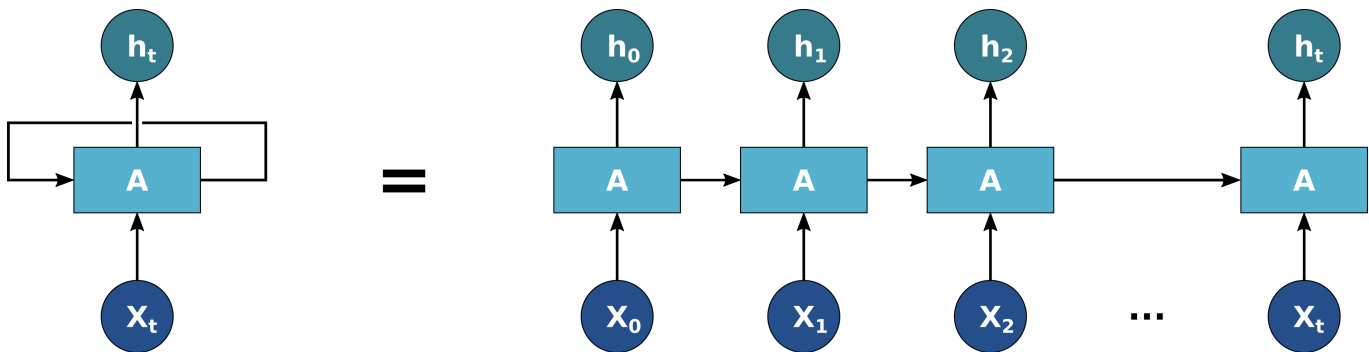 hₜ
h₀ h₁ h₂ hₜ
A = A A A A
Xₜ
X₀ X₁ X₂ ... Xₜ